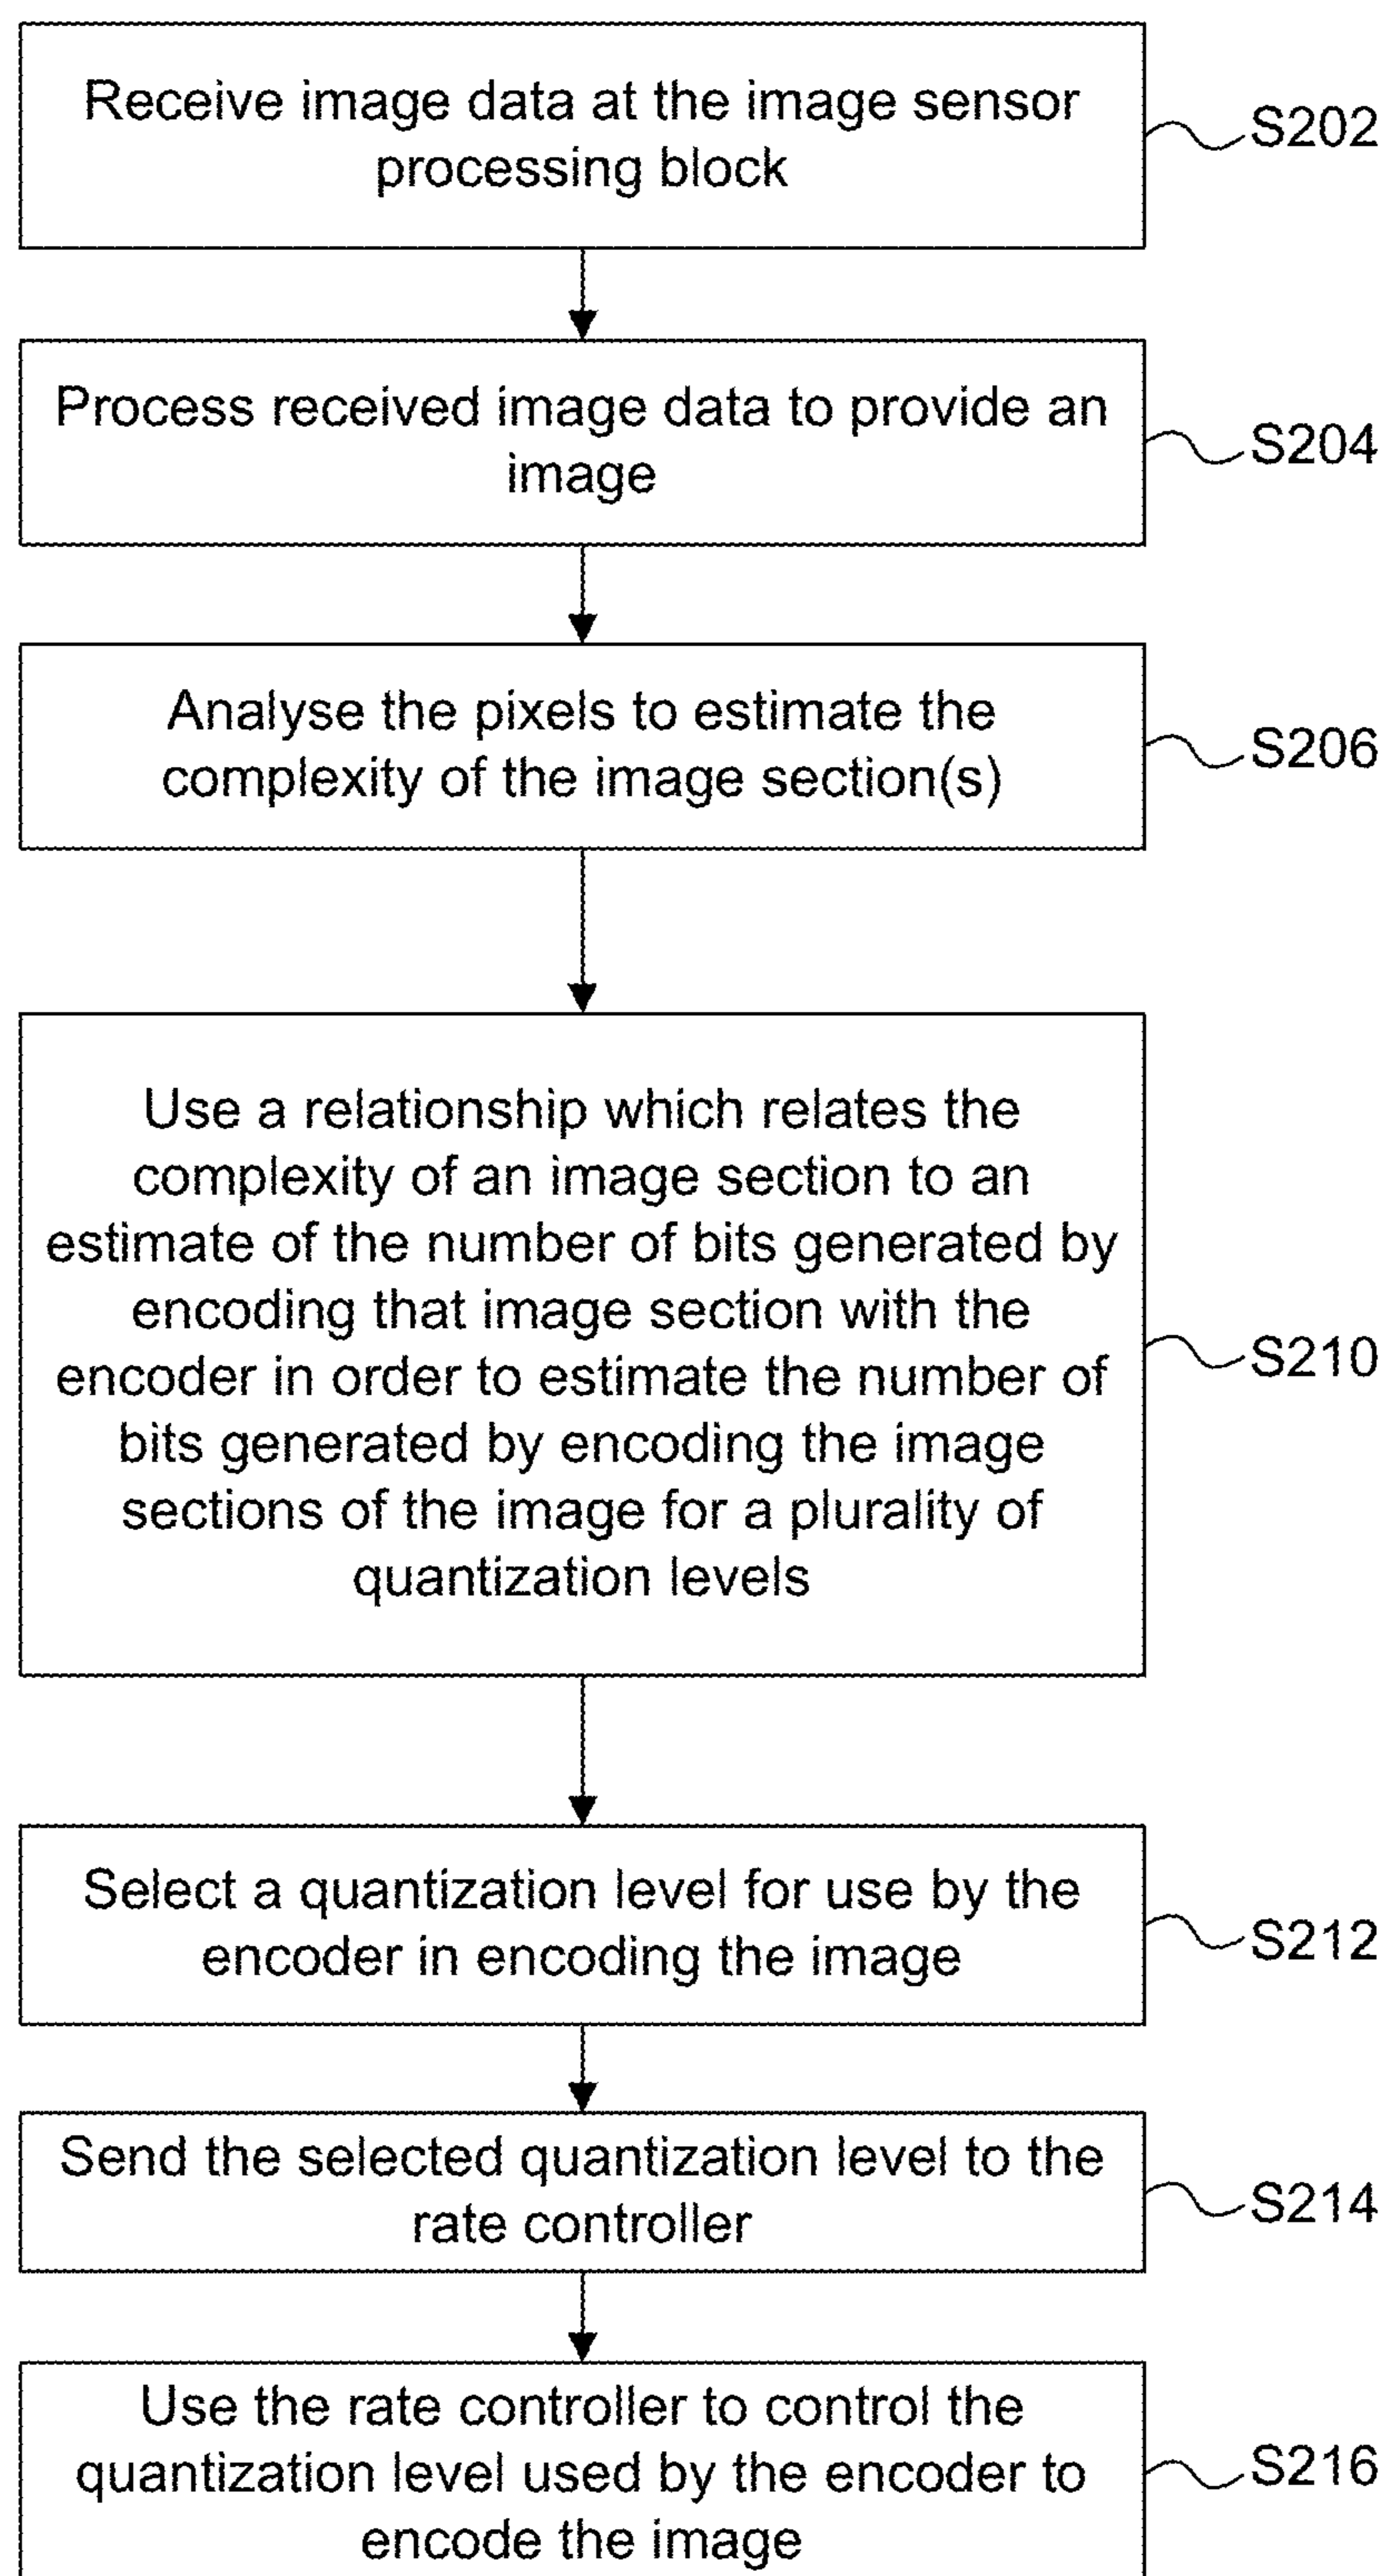 Receive image data at the image sensor
processing block
S202
Process received image data to provide an
image
S204
Analyse the pixels to estimate the
complexity of the image section(s)
S206
Use a relationship which relates the
complexity of an image section to an
estimate of the number of bits generated by
encoding that image section with the
encoder in order to estimate the number of
bits generated by encoding the image
sections of the image for a plurality of
quantization levels
S210
Select a quantization level for use by the
encoder in encoding the image
S212
Send the selected quantization level to the
rate controller
S214
Use the rate controller to control the
quantization level used by the encoder to
encode the image
S216